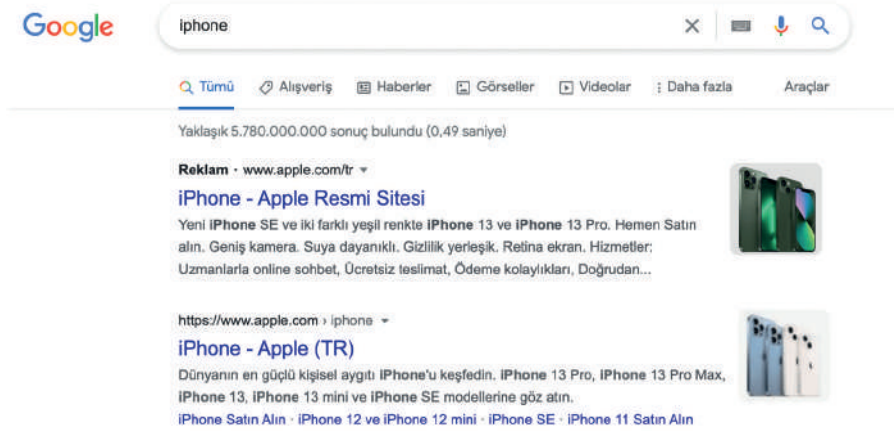 Google
iphone
Tümü Alışveriş Haberler Görseller Videolar Daha fazla Araçlar
Yaklaşık 5.780.000.000 sonuç bulundu (0,49 saniye)
Reklam · www.apple.com/tr
iPhone - Apple Resmi Sitesi
Yeni iPhone SE ve iki farklı yeşil renkte iPhone 13 ve iPhone 13 Pro. Hemen Satın
alın. Geniş kamera. Suya dayanıklı. Gizlilik yerleşik. Retina ekran. Hizmetler:
Uzmanlarla online sohbet, Ücretsiz teslimat, Ödeme kolaylıkları, Doğrudan...
https://www.apple.com › iphone
iPhone - Apple (TR)
Dünyanın en güçlü kişisel aygıtı iPhone'u keşfedin. iPhone 13 Pro, iPhone 13 Pro Max,
iPhone 13, iPhone 13 mini ve iPhone SE modellerine göz atın.
iPhone Satın Alın · iPhone 12 ve iPhone 12 mini · iPhone SE · iPhone 11 Satın Alın